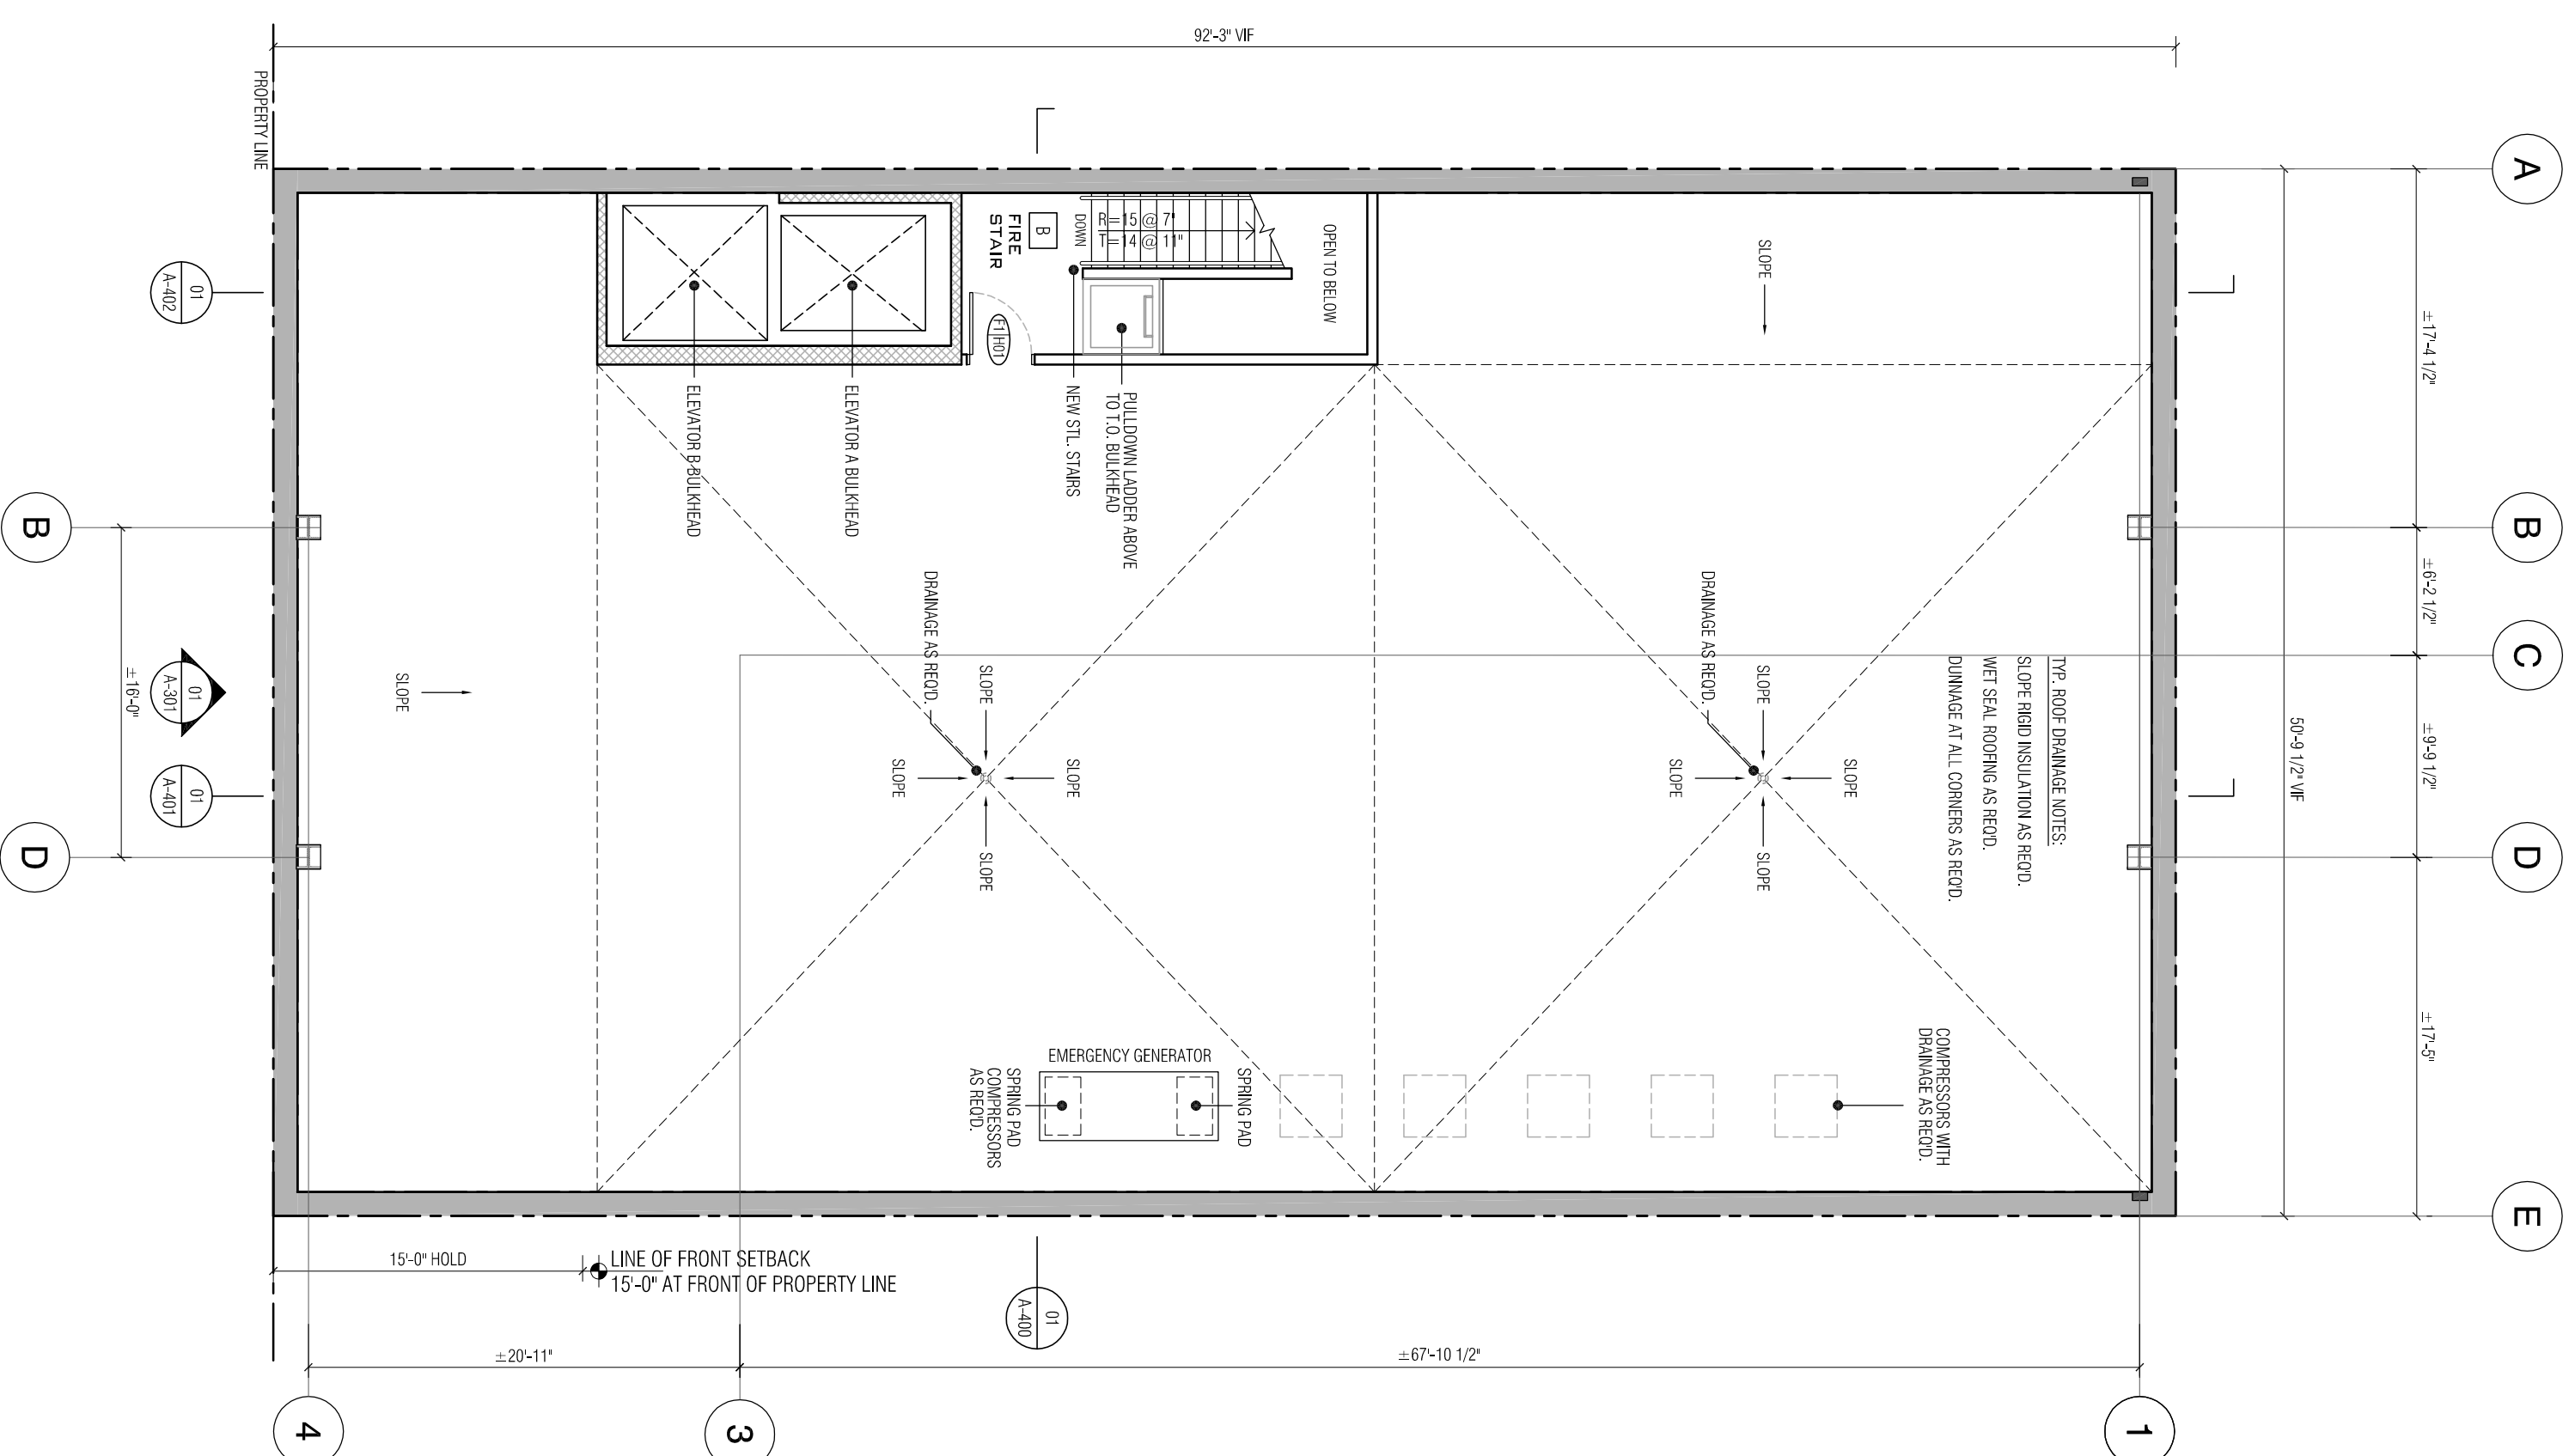 92'-3" VIF
PROPERTY LINE
A
B
C
D
E
±17'-4 1/2"
±6'-2 1/2"
±9'-9 1/2"
±17'-5"
50'-9 1/2" VIF
01
A-402
B
±16'-0"
01
A-301
01
A-401
D
FIRE
STAIR
B
DOWN
R=15 @ 7"
T=14 @ 11"
OPEN TO BELOW
F1 H01
ELEVATOR B BULKHEAD
ELEVATOR A BULKHEAD
NEW STL. STAIRS
PULLDOWN LADDER ABOVE
TO T.O. BULKHEAD
SLOPE
SLOPE
DRAINAGE AS REQ'D.
SLOPE
SLOPE
SLOPE
SLOPE
DRAINAGE AS REQ'D.
SLOPE
SLOPE
SLOPE
SLOPE
TYP. ROOF DRAINAGE NOTES:
SLOPE RIGID INSULATION AS REQ'D.
WET SEAL ROOFING AS REQ'D.
DUNNAGE AT ALL CORNERS AS REQ'D.
EMERGENCY GENERATOR
SPRING PAD
COMPRESSORS
AS REQ'D.
SPRING PAD
COMPRESSORS WITH
DRAINAGE AS REQ'D.
15'-0" HOLD
LINE OF FRONT SETBACK
15'-0" AT FRONT OF PROPERTY LINE
01
A-400
±20'-11"
±67'-10 1/2"
4
3
1